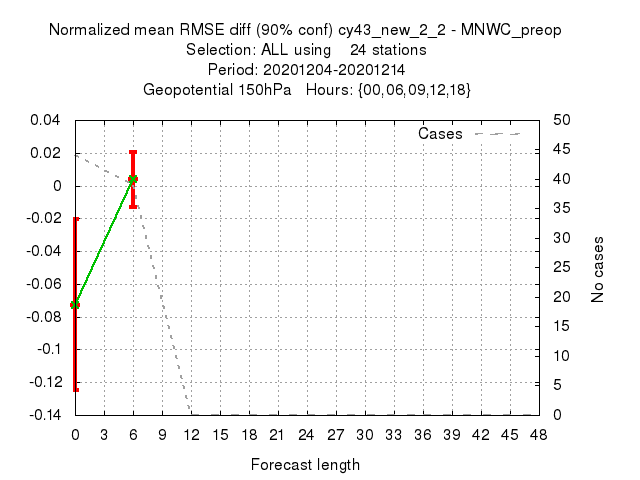 Normalized mean RMSE diff (90% conf) cy43_new_2_2 - MNWC_preop
Selection: ALL using 24 stations
Period: 20201204-20201214
Geopotential 150hPa Hours: {00,06,09,12,18}
Cases
0.04
0.02
0
-0.02
-0.04
-0.06
-0.08
-0.1
-0.12
-0.14
50
45
40
35
30
25
20
15
10
5
0
No cases
0 3 6 9 12 15 18 21 24 27 30 33 36 39 42 45 48
Forecast length